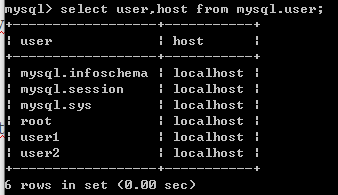 mysql> select user,host from mysql.user;
+------------------+-----------+
| user             | host      |
+------------------+-----------+
| mysql.infoschema | localhost |
| mysql.session    | localhost |
| mysql.sys        | localhost |
| root             | localhost |
| user1            | localhost |
| user2            | localhost |
+------------------+-----------+
6 rows in set (0.00 sec)